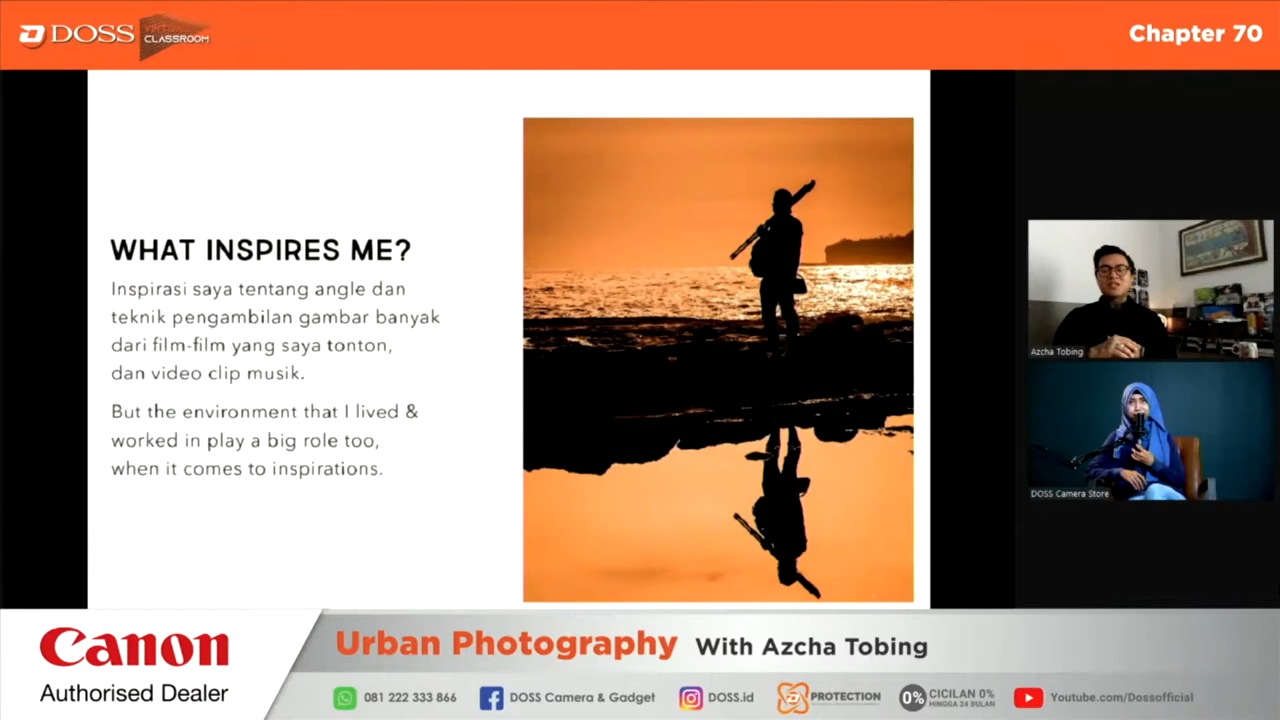 DOSS
VIRTUAL
CLASSROOM
Chapter 70
WHAT INSPIRES ME?
Inspirasi saya tentang angle dan
teknik pengambilan gambar banyak
dari film-film yang saya tonton,
dan video clip musik.
But the environment that I lived &
worked in play a big role too,
when it comes to inspirations.
Azcha Tobing
DOSS Camera Store
Canon
Authorised Dealer
Urban Photography With Azcha Tobing
081 222 333 866
DOSS Camera & Gadget
DOSS.id
PROTECTION
0%
CICILAN 0%
HINGGA 24 BULAN
Youtube.com/Dossofficial